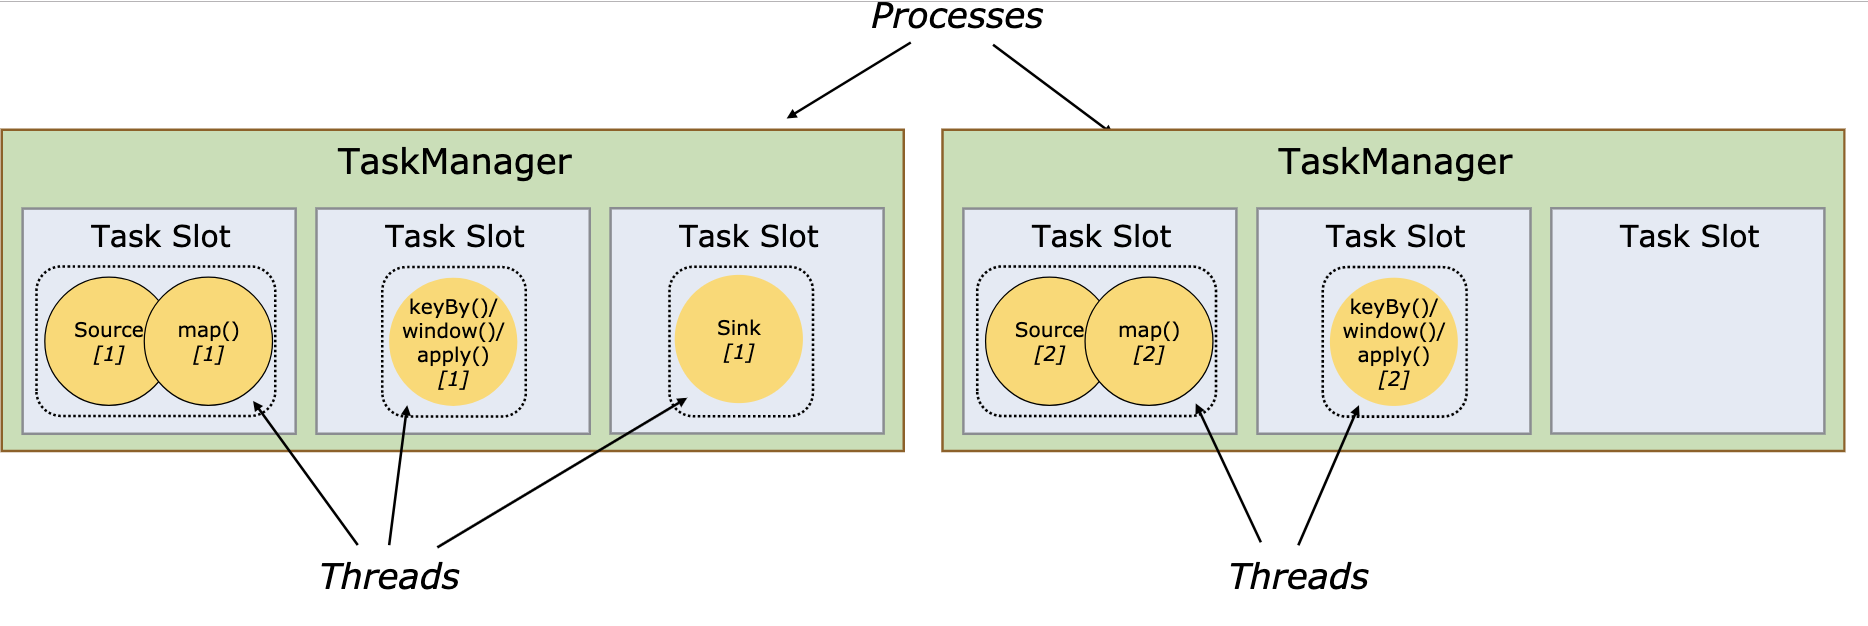 Processes
TaskManager
Task Slot
Source
[1]
map()
[1]
Task Slot
keyBy()/
window()/
apply()
[1]
Task Slot
Sink
[1]
Threads
TaskManager
Task Slot
Source
[2]
map()
[2]
Task Slot
keyBy()/
window()/
apply()
[2]
Task Slot
Threads